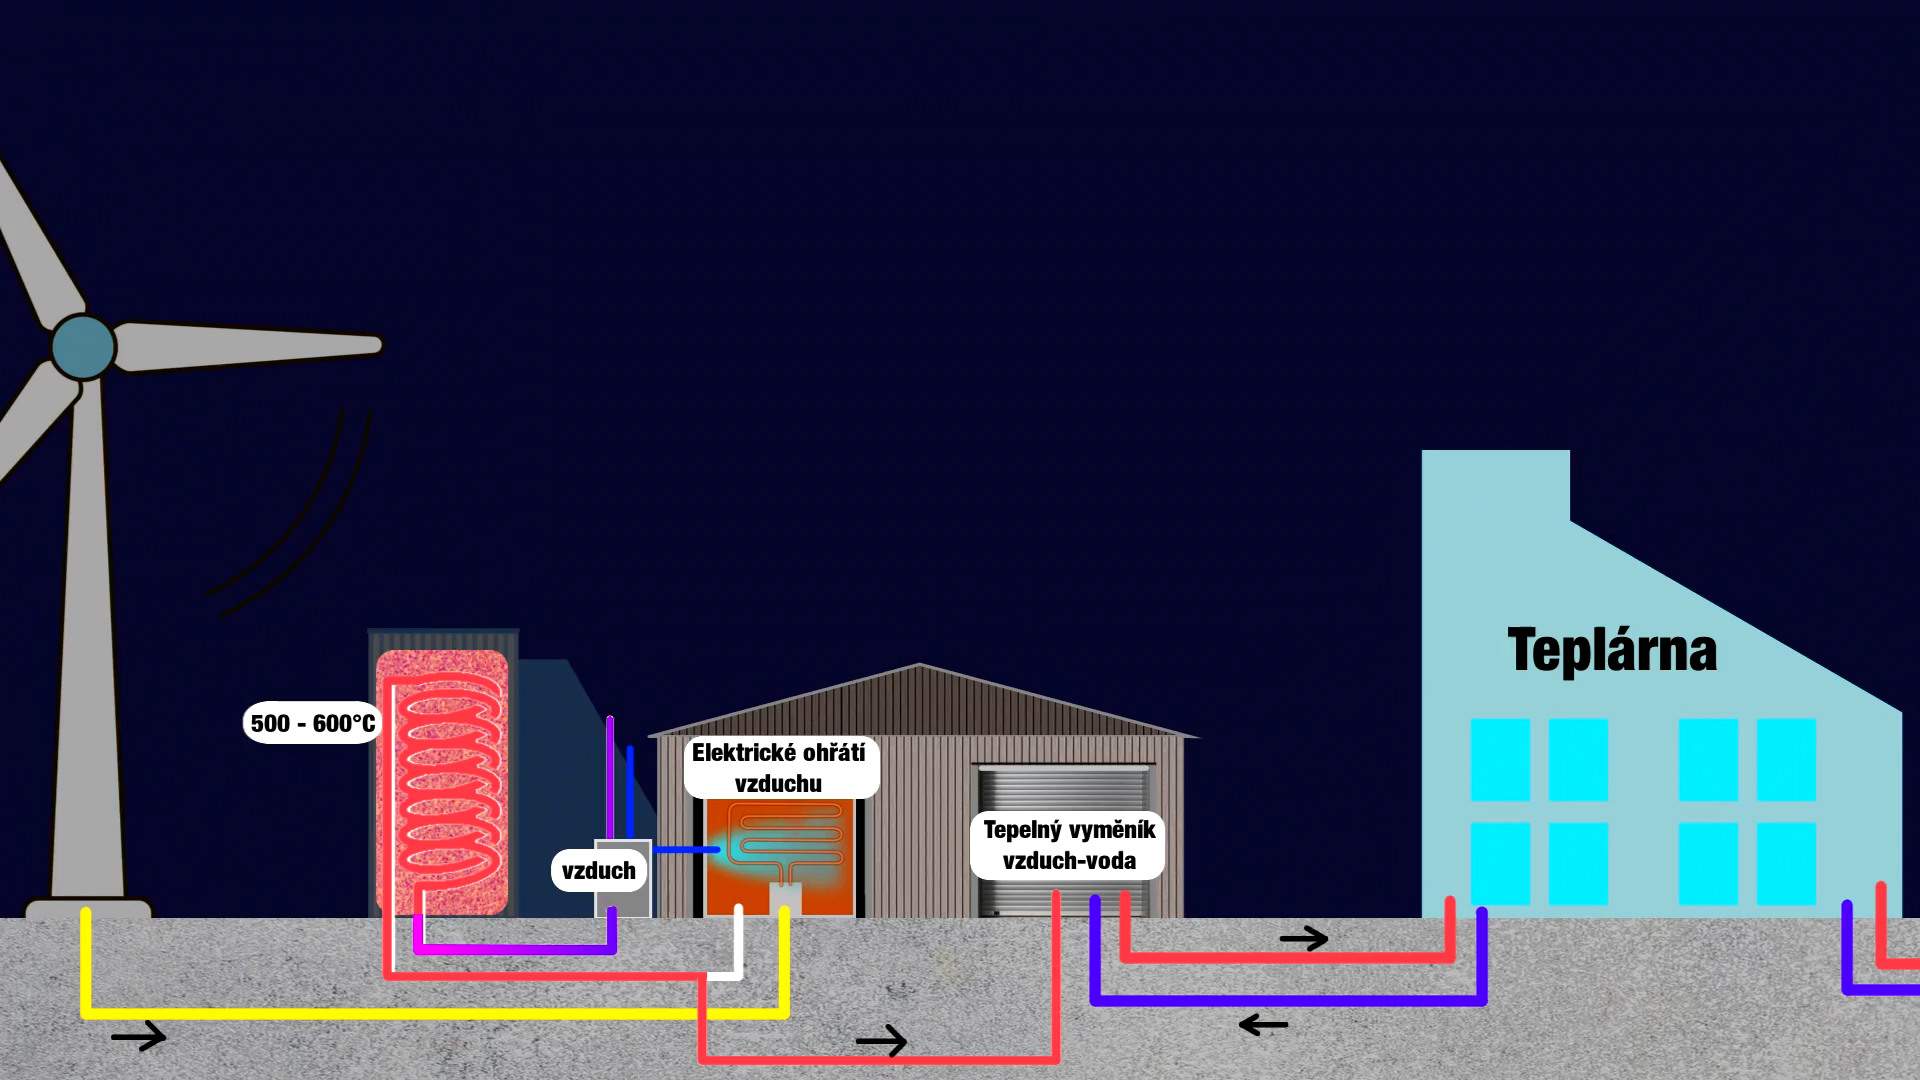 Teplárna
500 - 600°C
Elektrické ohřátí
vzduchu
Tepelný vyměník
vzduch-voda
vzduch